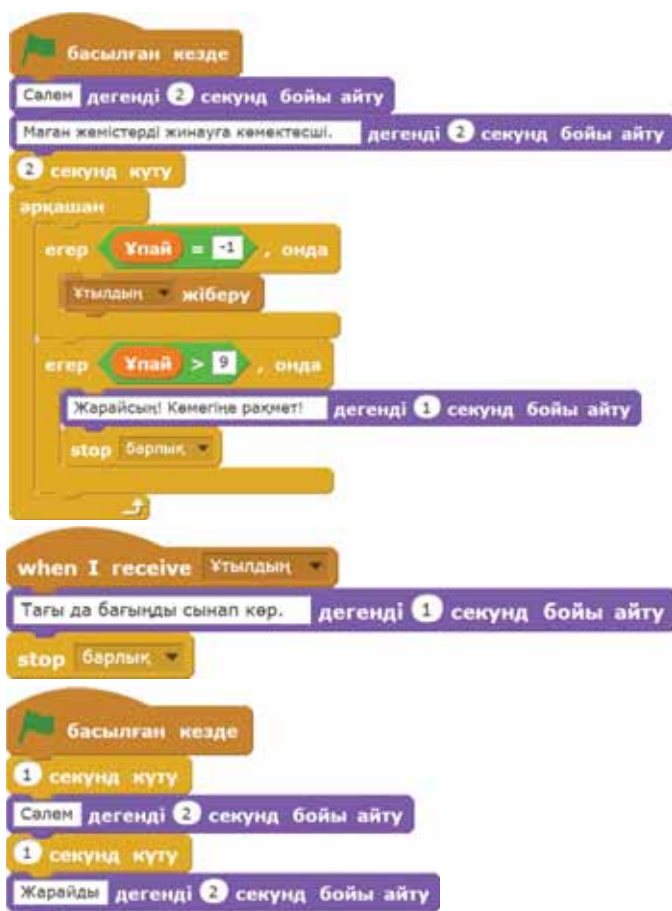 басылған кезде
Сәлем дегенді 2 секунд бойы айту
Маған жемістерді жинауға көмектесші. дегенді 2 секунд бойы айту
2 секунд күту
әрқашан
егер Ұпай = -1 , онда
Ұтылдың жіберу
егер Ұпай > 9 , онда
Жарайсың! Көмегіңе рақмет! дегенді 1 секунд бойы айту
stop барлық
when I receive Ұтылдың
Тағы да бағыңды сынап көр. дегенді 1 секунд бойы айту
stop барлық
басылған кезде
1 секунд күту
Сәлем дегенді 2 секунд бойы айту
1 секунд күту
Жарайды дегенді 2 секунд бойы айту